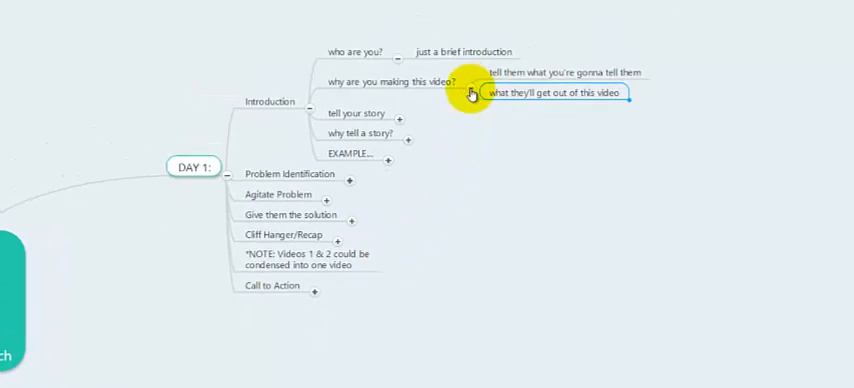 who are you?
just a brief introduction
why are you making this video?
tell them what you're gonna tell them
what they'll get out of this video
Introduction
tell your story
why tell a story?
EXAMPLE...
DAY 1:
Problem Identification
Agitate Problem
Give them the solution
Cliff Hanger/Recap
*NOTE: Videos 1 & 2 could be
condensed into one video
Call to Action